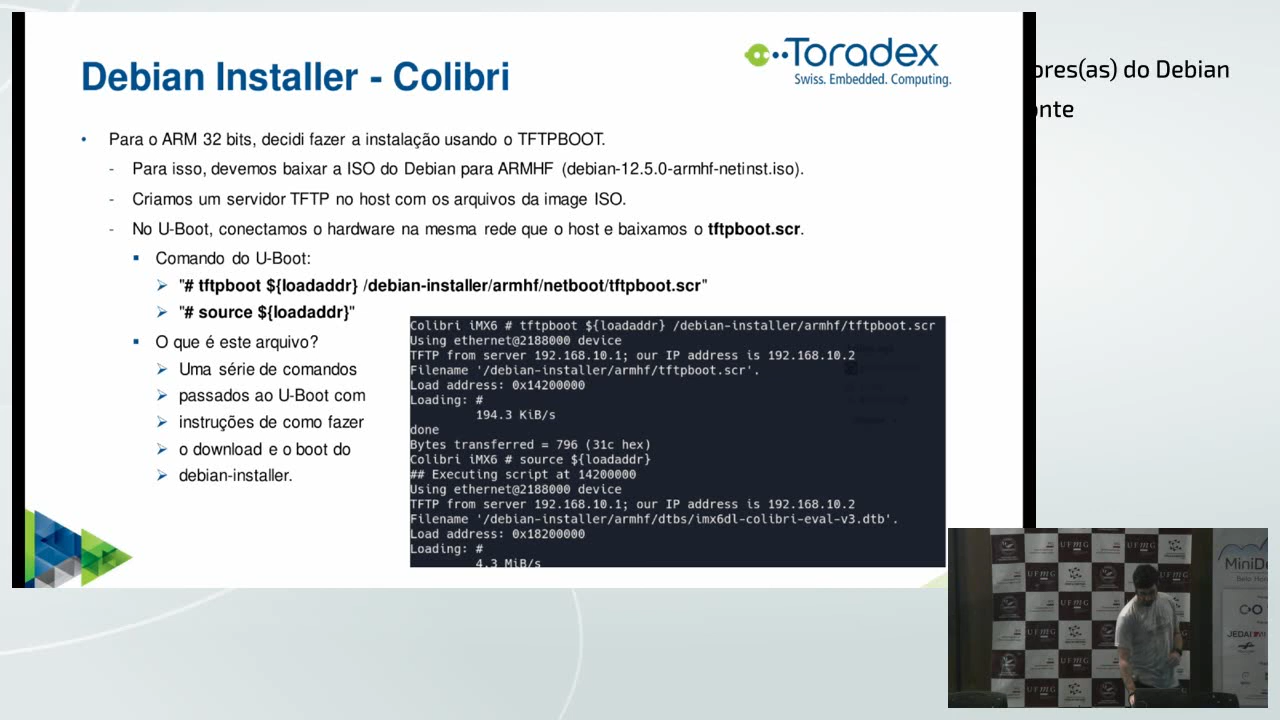 Toradex
Swiss. Embedded. Computing.
Debian Installer - Colibri
ores(as) do Debian
onte
• Para o ARM 32 bits, decidi fazer a instalação usando o TFTPBOOT.
- Para isso, devemos baixar a ISO do Debian para ARMHF (debian-12.5.0-armhf-netinst.iso).
- Criamos um servidor TFTP no host com os arquivos da image ISO.
- No U-Boot, conectamos o hardware na mesma rede que o host e baixamos o tftpboot.scr.
▪ Comando do U-Boot:
➢ "# tftpboot ${loadaddr} /debian-installer/armhf/netboot/tftpboot.scr"
➢ "# source ${loadaddr}"
▪ O que é este arquivo?
➢ Uma série de comandos
➢ passados ao U-Boot com
➢ instruções de como fazer
➢ o download e o boot do
➢ debian-installer.
Colibri iMX6 # tftpboot ${loadaddr} /debian-installer/armhf/tftpboot.scr
Using ethernet@2188000 device
TFTP from server 192.168.10.1; our IP address is 192.168.10.2
Filename '/debian-installer/armhf/tftpboot.scr'.
Load address: 0x14200000
Loading: #
194.3 KiB/s
done
Bytes transferred = 796 (31c hex)
Colibri iMX6 # source ${loadaddr}
## Executing script at 14200000
Using ethernet@2188000 device
TFTP from server 192.168.10.1; our IP address is 192.168.10.2
Filename '/debian-installer/armhf/dtbs/imx6dl-colibri-eval-v3.dtb'.
Load address: 0x18200000
Loading: #
4.3 MiB/s
UFMG
UFMG
UFMG
UFMG
UFMG
UFMG
MiniDe
Belo Hori
JEDAI